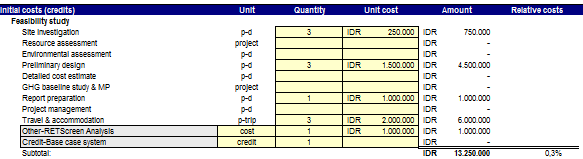 Initial costs (credits) Unit Quantity Unit cost Amount Relative costs
Feasibility study
Site investigation p-d 3 IDR 250.000 IDR 750.000
Resource assessment project IDR -
Environmental assessment p-d IDR -
Preliminary design p-d 3 IDR 1.500.000 IDR 4.500.000
Detailed cost estimate p-d IDR -
GHG baseline study & MP project IDR -
Report preparation p-d 1 IDR 1.000.000 IDR 1.000.000
Project management p-d IDR -
Travel & accommodation p-trip 3 IDR 2.000.000 IDR 6.000.000
Other-RETScreen Analysis cost 1 IDR 1.000.000 IDR 1.000.000
Credit-Base case system credit 1 IDR -
Subtotal: IDR 13.250.000 0,3%